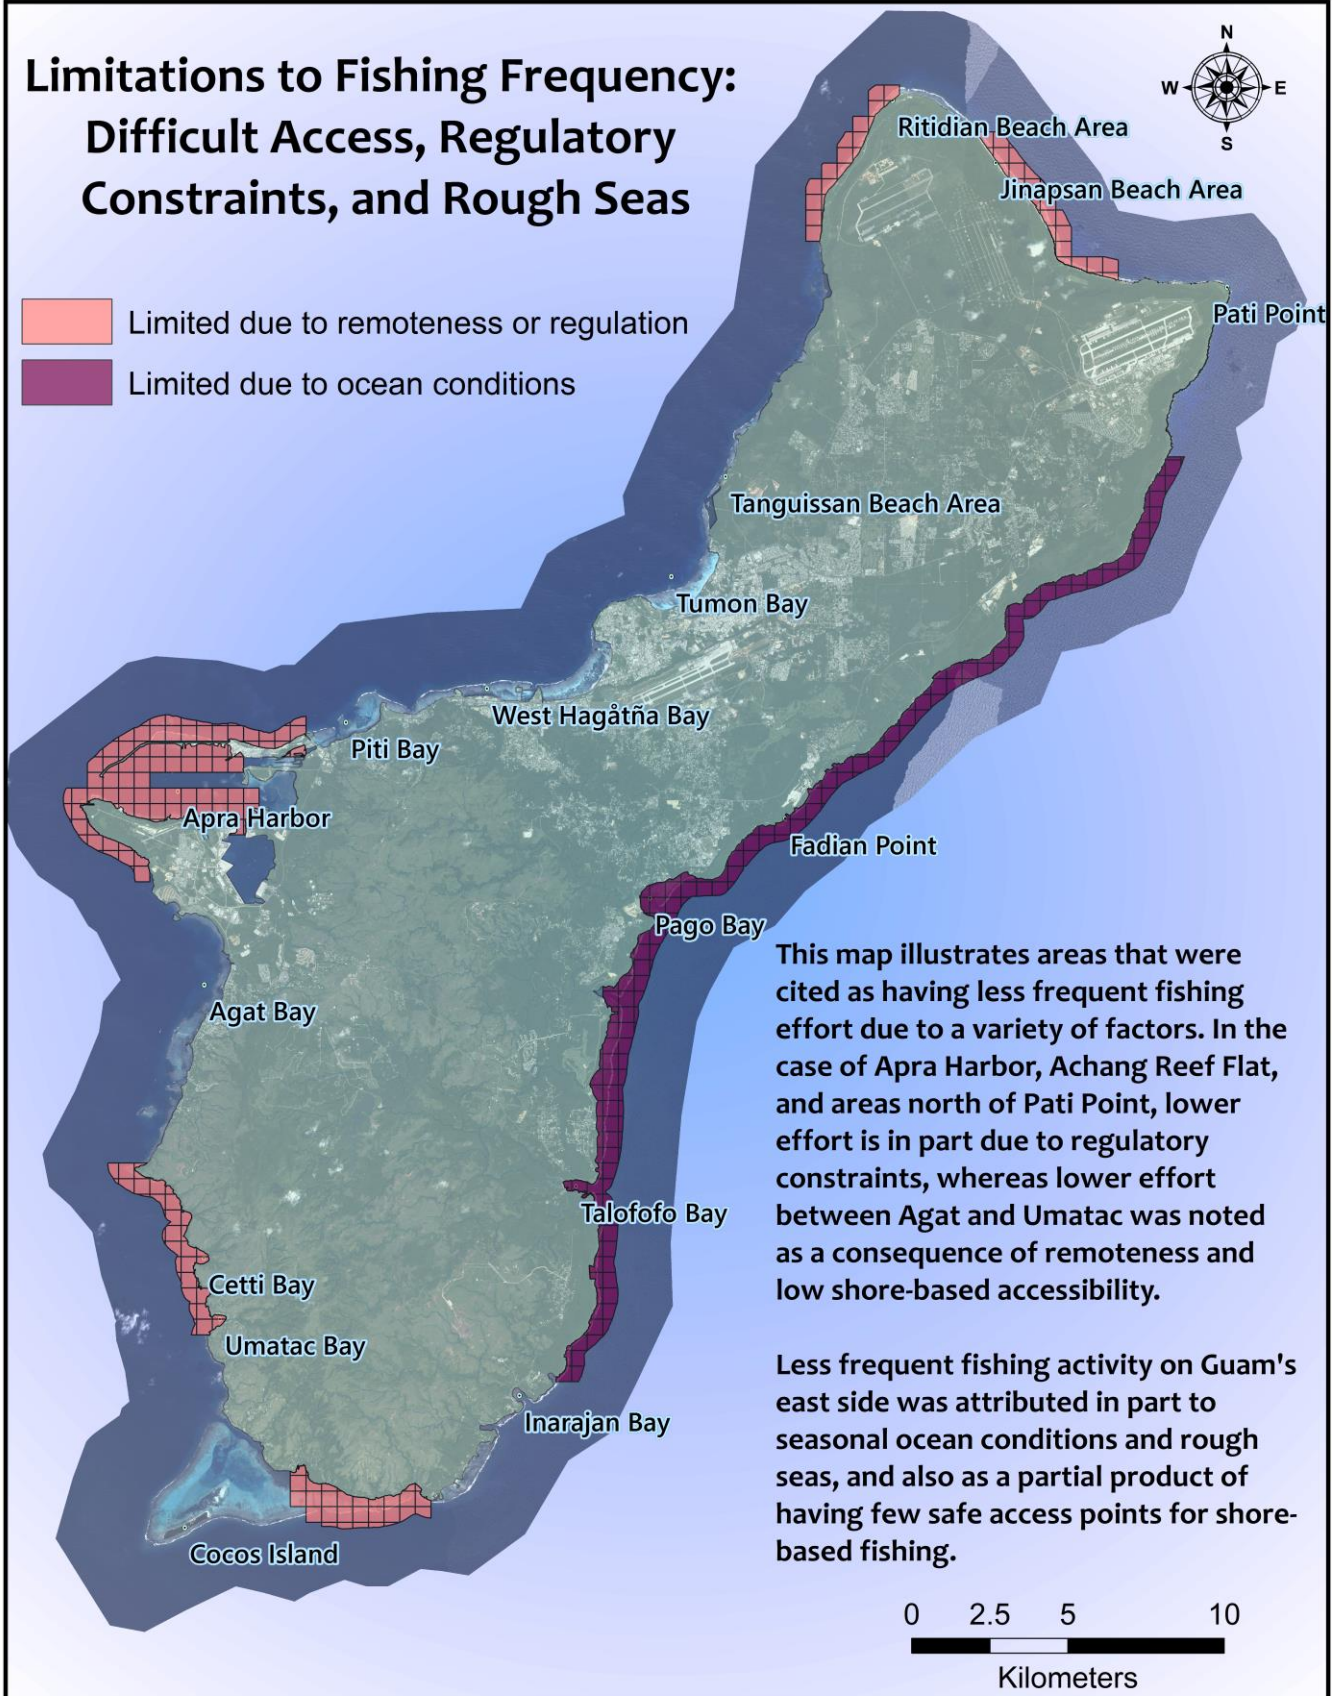 Limitations to Fishing Frequency:
Difficult Access, Regulatory
Constraints, and Rough Seas
N
W E
S
Limited due to remoteness or regulation
Limited due to ocean conditions
Ritidian Beach Area
Jinapsan Beach Area
Pati Point
Tanguissan Beach Area
Tumon Bay
West Hagåtña Bay
Piti Bay
Apra Harbor
Fadian Point
Pago Bay
Agat Bay
Talofofo Bay
Cetti Bay
Umatac Bay
Inarajan Bay
Cocos Island
This map illustrates areas that were
cited as having less frequent fishing
effort due to a variety of factors. In the
case of Apra Harbor, Achang Reef Flat,
and areas north of Pati Point, lower
effort is in part due to regulatory
constraints, whereas lower effort
between Agat and Umatac was noted
as a consequence of remoteness and
low shore-based accessibility.
Less frequent fishing activity on Guam's
east side was attributed in part to
seasonal ocean conditions and rough
seas, and also as a partial product of
having few safe access points for shore-
based fishing.
0 2.5 5 10
Kilometers